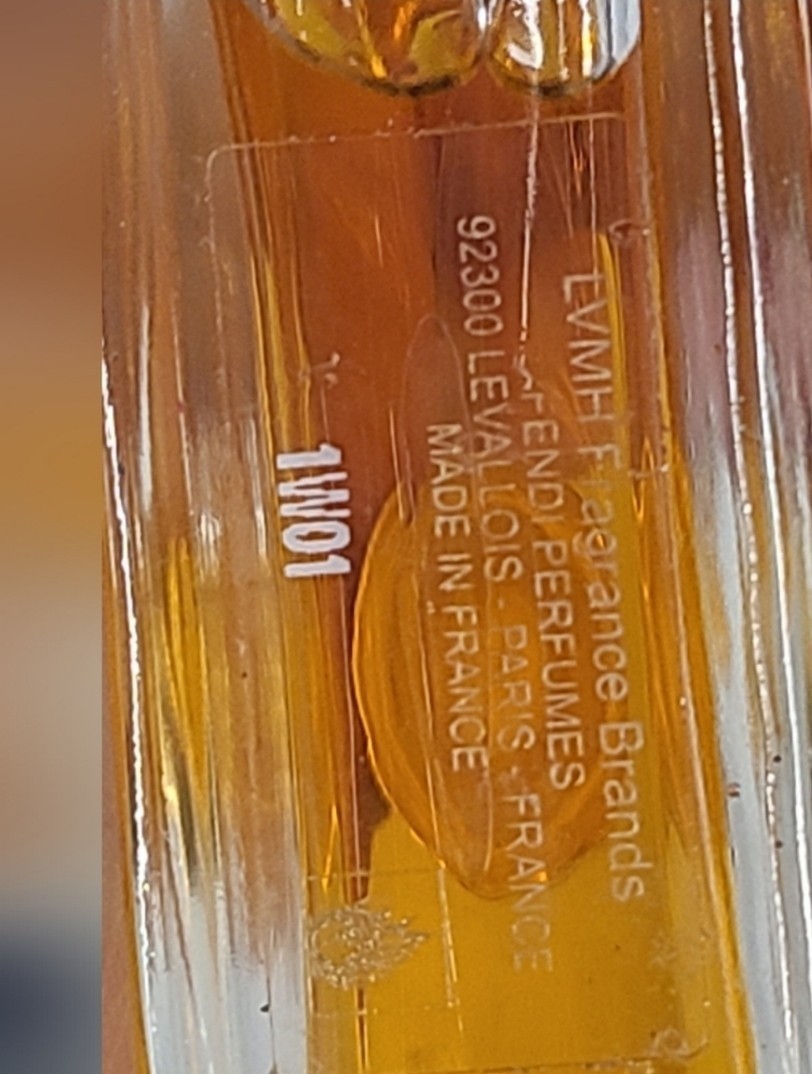 LVMH Fragrance Brands
FENDI PERFUMES
92300 LEVALLOIS - PARIS - FRANCE
MADE IN FRANCE
1W01